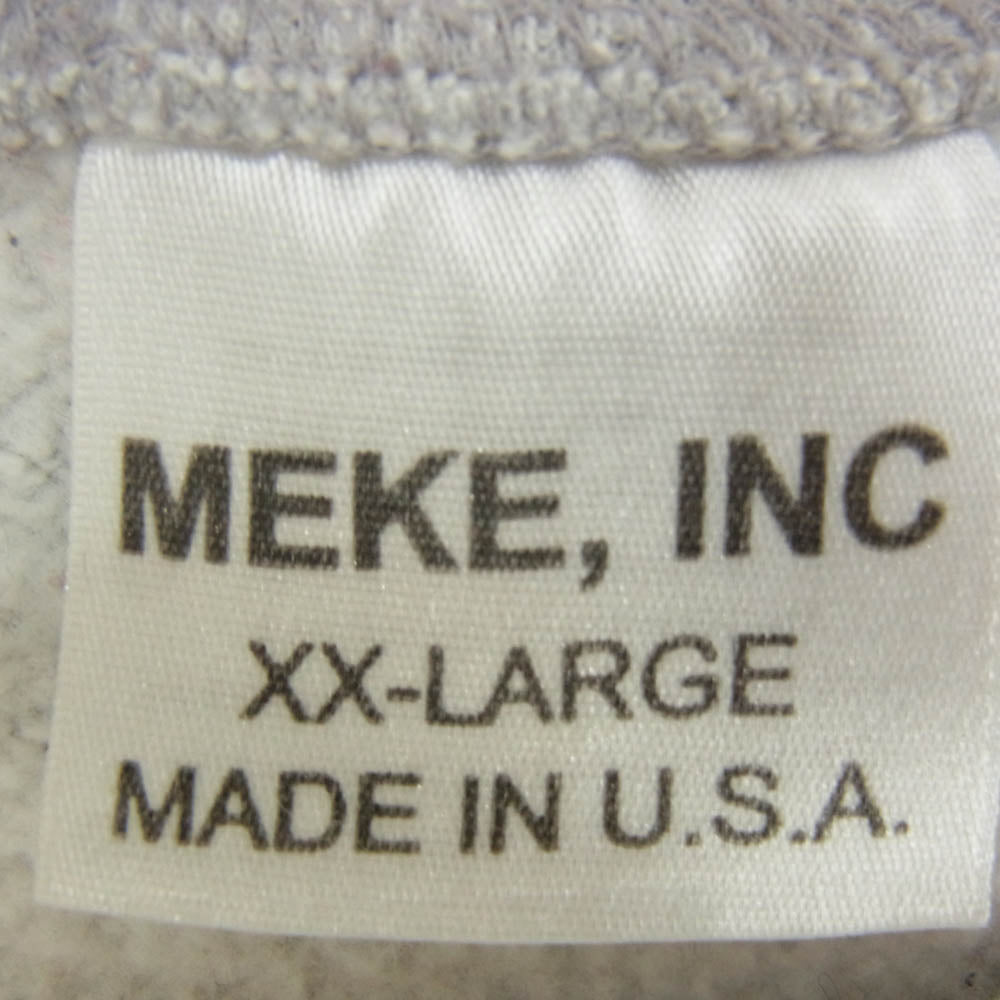 MEKE, INC
XX-LARGE
MADE IN U.S.A.